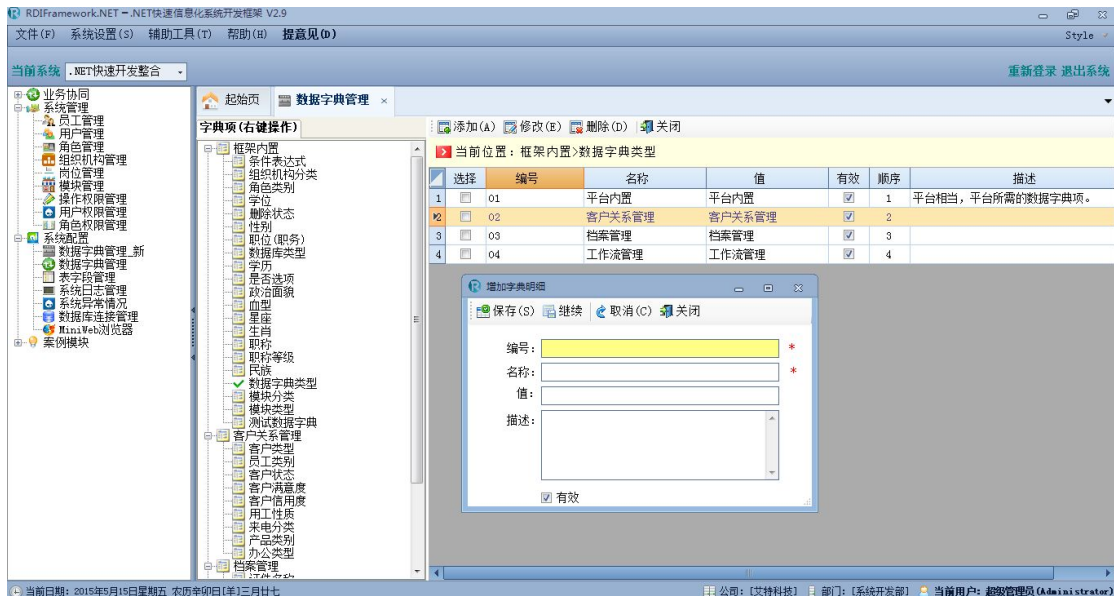 RDIFramework.NET - .NET快速信息化系统开发框架 V2.9
文件(F) 系统设置(S) 辅助工具(T) 帮助(H) 提意见(D) Style
当前系统 .NET快速开发整合 重新登录 退出系统
业务协同
系统管理
员工管理
用户管理
角色管理
组织机构管理
岗位管理
模块管理
操作权限管理
用户权限管理
角色权限管理
系统配置
数据字典管理_新
数据字典管理
表字段管理
系统日志管理
系统异常情况
数据库连接管理
MiniWeb浏览器
案例模块
起始页 数据字典管理 ×
字典项(右键操作)
框架内置
条件表达式
组织机构分类
角色类别
学位
删除状态
性别
职位(职务)
数据库类型
学历
是否选项
政治面貌
血型
星座
生肖
职称
职称等级
民族
数据字典类型
模块分类
模块类型
测试数据字典
客户关系管理
客户类型
员工类别
客户状态
客户满意度
客户信用度
用工性质
来电分类
产品类别
办公类型
档案管理
证件名称
添加(A) 修改(E) 删除(D) 关闭
当前位置：框架内置>数据字典类型
选择 编号 名称 值 有效 顺序 描述
1 01 平台内置 平台内置 1 平台相当，平台所需的数据字典项。
2 02 客户关系管理 客户关系管理 2
3 03 档案管理 档案管理 3
4 04 工作流管理 工作流管理 4
增加字典明细
保存(S) 继续 取消(C) 关闭
编号： *
名称： *
值：
描述：
有效
当前日期：2015年5月15日星期五 农历辛卯日[羊]三月廿七 公司：[艾特科技] 部门：[系统开发部] 当前用户：超级管理员(Administrator)